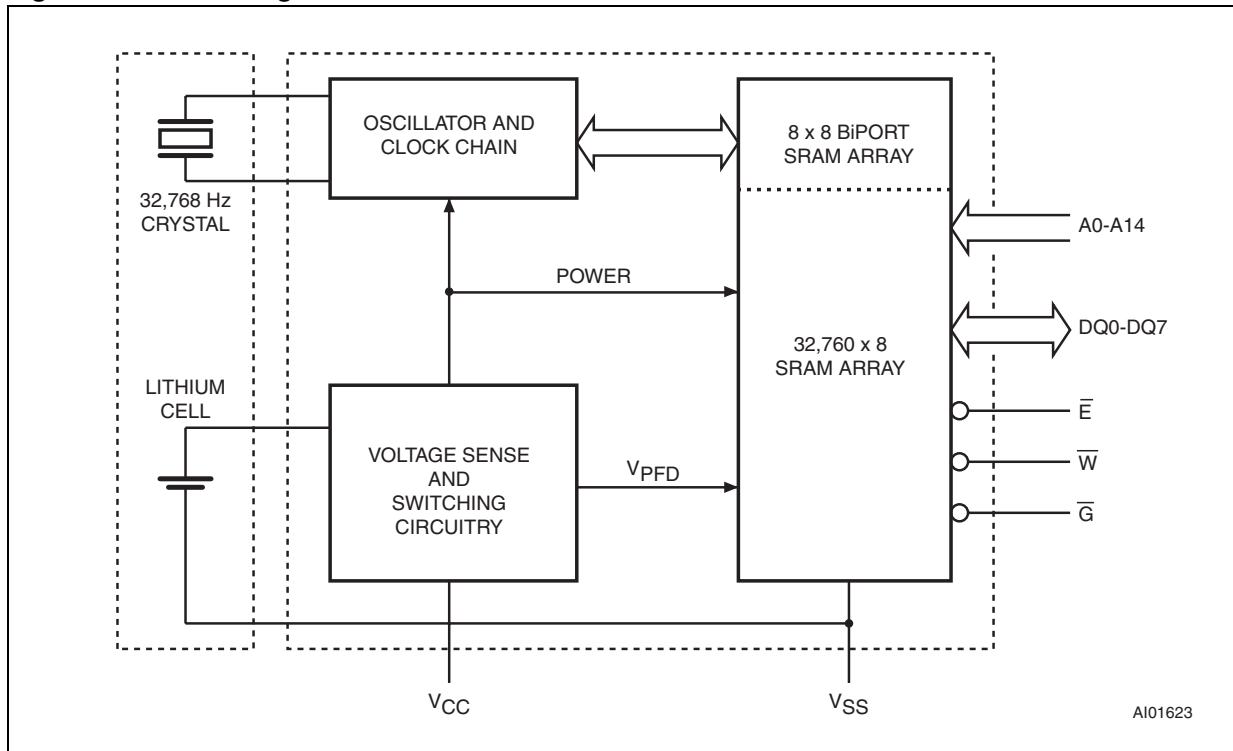 OSCILLATOR AND
CLOCK CHAIN
8 x 8 BiPORT
SRAM ARRAY
32,768 Hz
CRYSTAL
A0-A14
POWER
DQ0-DQ7
32,760 x 8
SRAM ARRAY
LITHIUM
CELL
E̅
VOLTAGE SENSE
AND
SWITCHING
CIRCUITRY
VPFD
W̅
G̅
VCC
VSS
AI01623